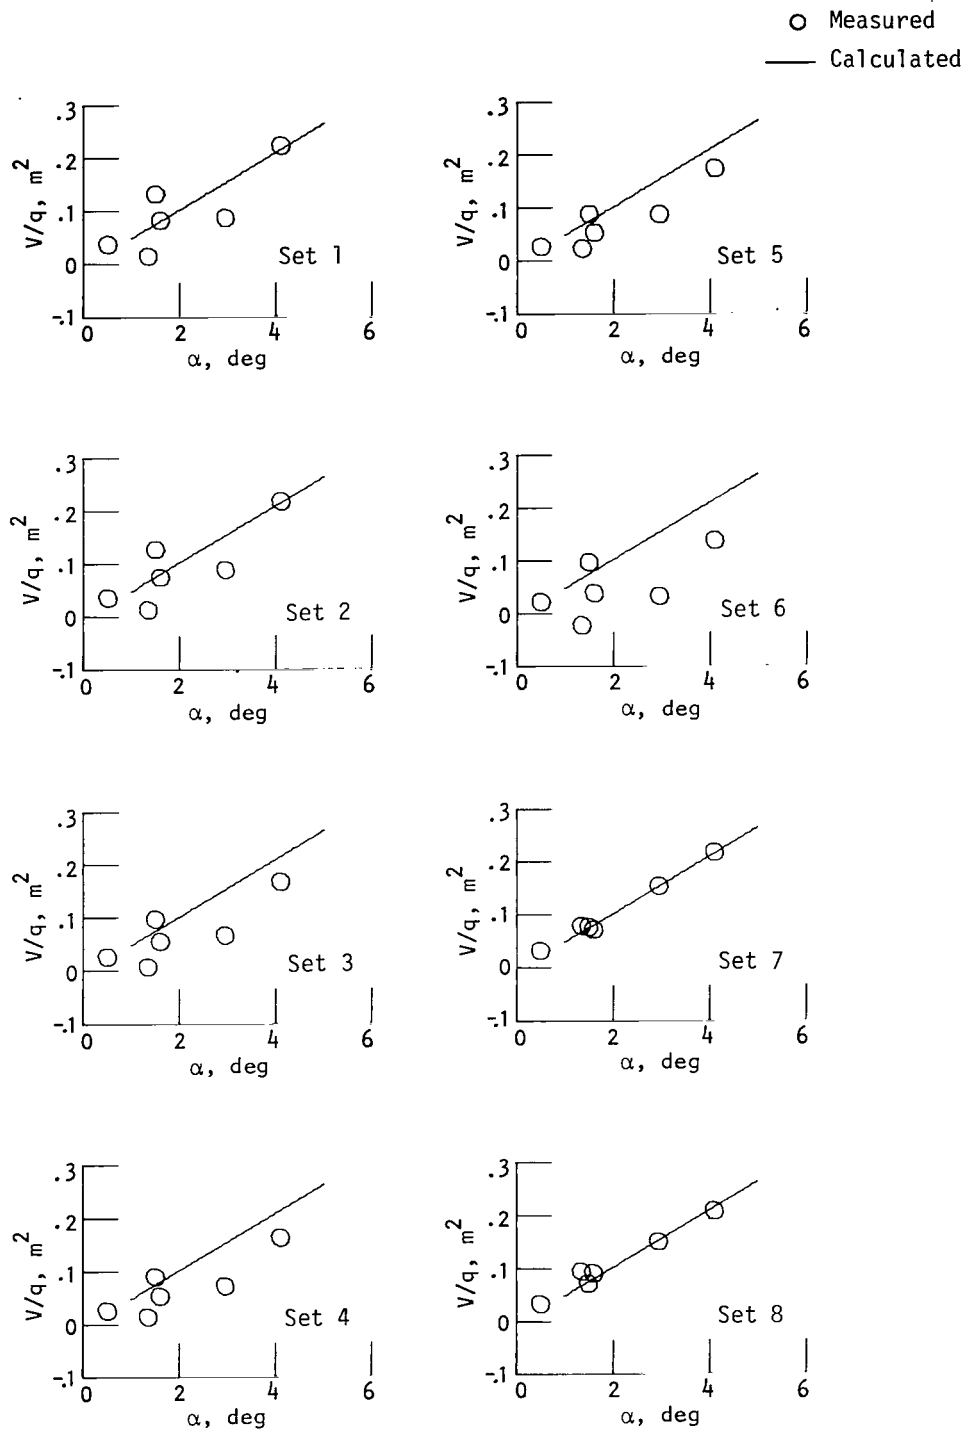 Measured
Calculated
.3
.2
.1
0
-.1
V/q, m2
0 2 4 6
α, deg
Set 1
.3
.2
.1
0
-.1
V/q, m2
0 2 4 6
α, deg
Set 5
.3
.2
.1
0
-.1
V/q, m2
0 2 4 6
α, deg
Set 2
.3
.2
.1
0
-.1
V/q, m2
0 2 4 6
α, deg
Set 6
.3
.2
.1
0
-.1
V/q, m2
0 2 4 6
α, deg
Set 3
.3
.2
.1
0
-.1
V/q, m2
0 2 4 6
α, deg
Set 7
.3
.2
.1
0
-.1
V/q, m2
0 2 4 6
α, deg
Set 4
.3
.2
.1
0
-.1
V/q, m2
0 2 4 6
α, deg
Set 8